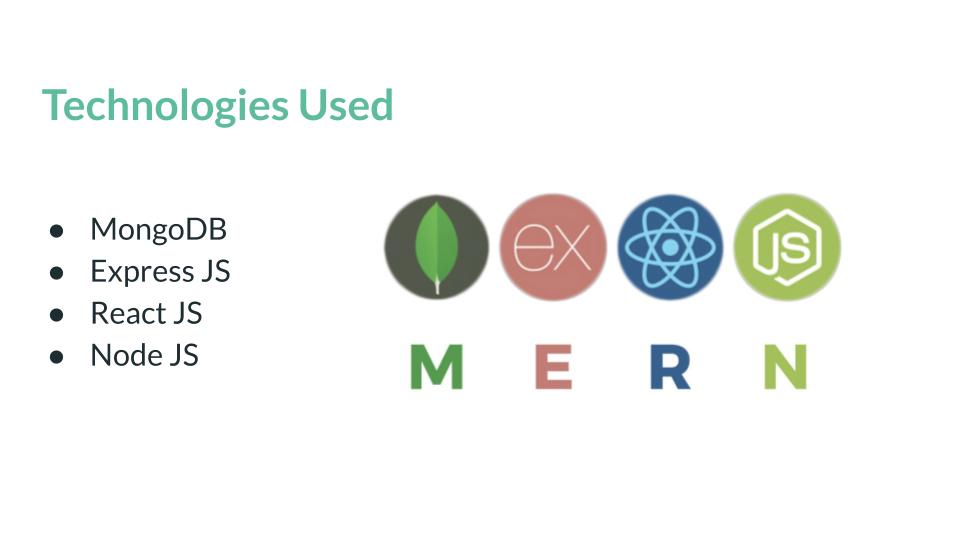 Technologies Used
● MongoDB
● Express JS
● React JS
● Node JS
ex
JS
M E R N